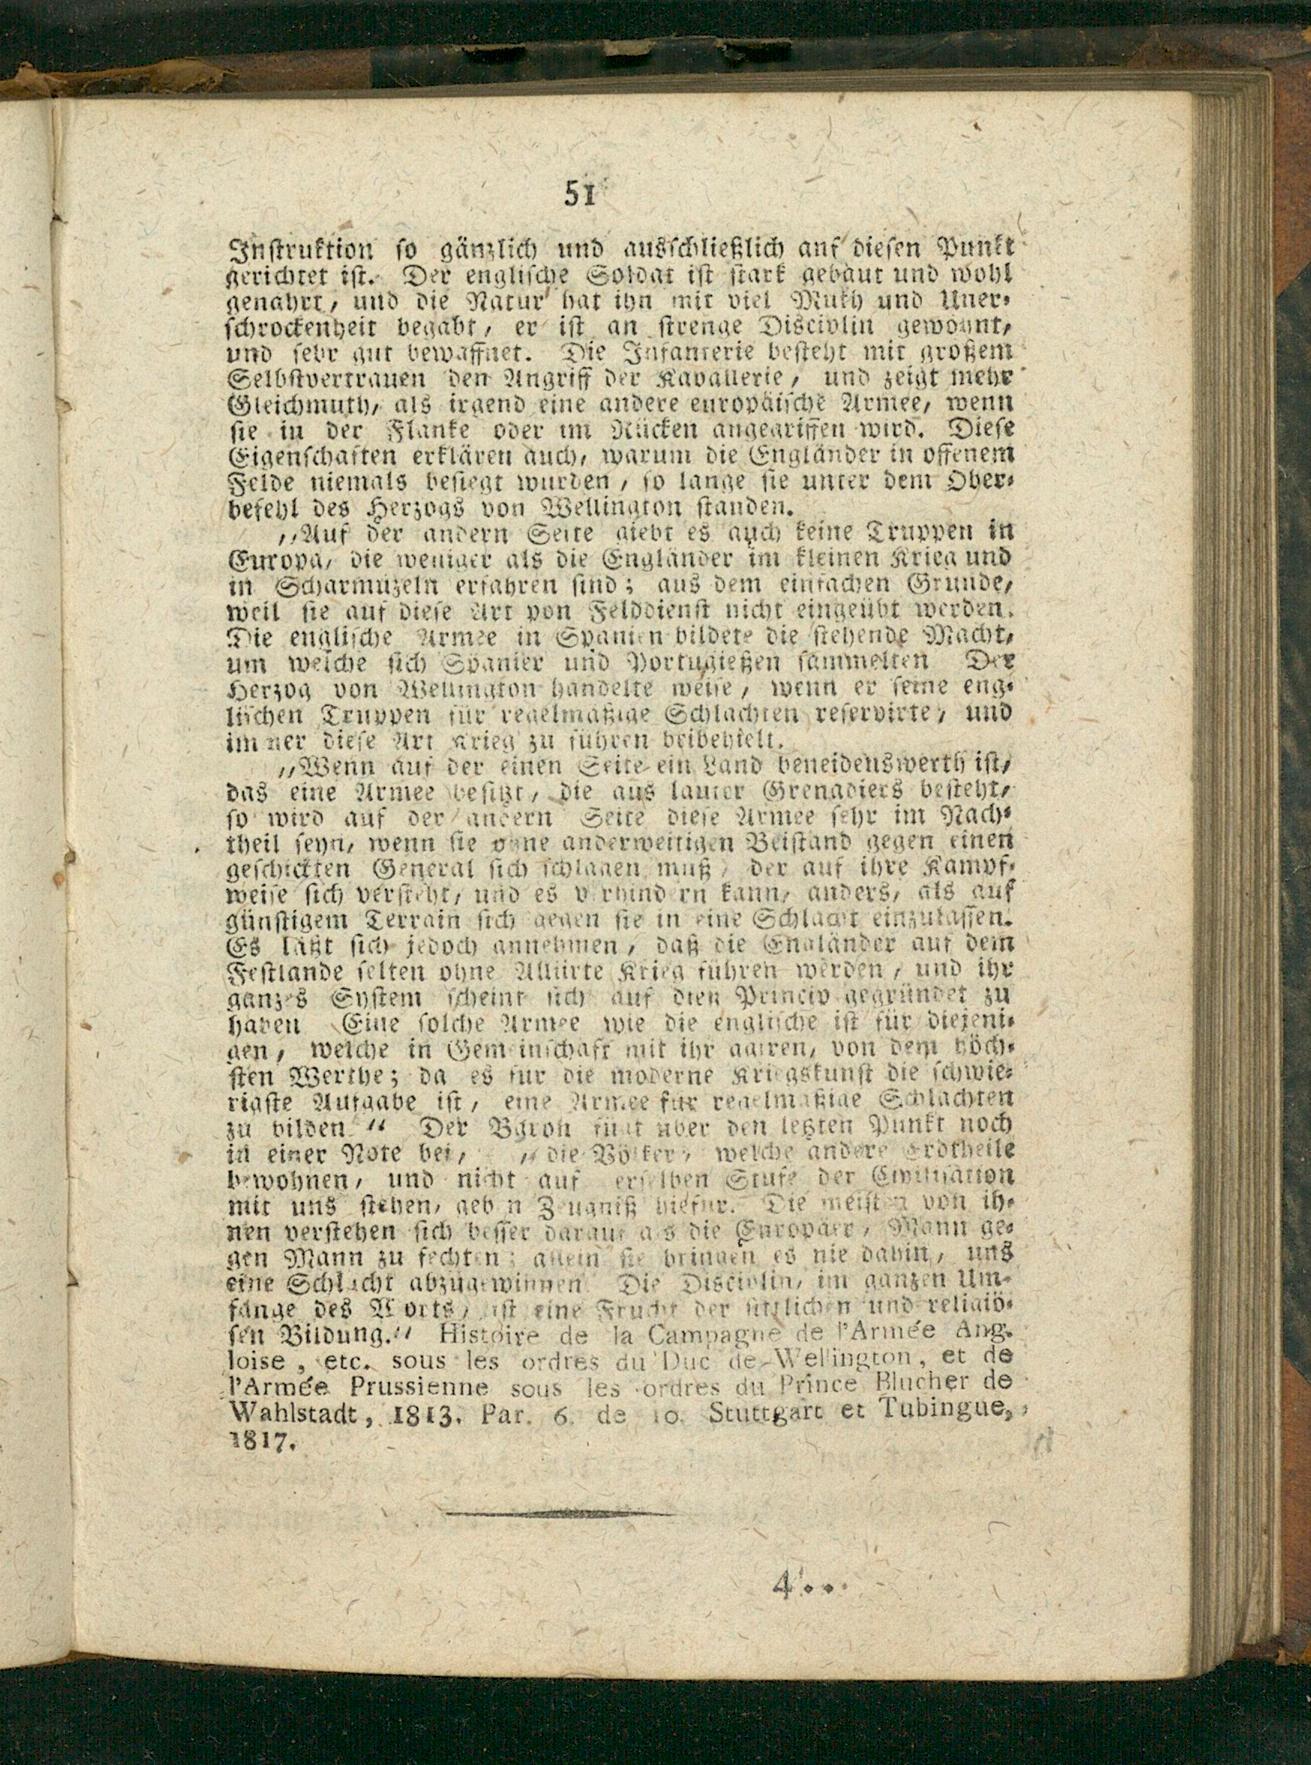 51
Instruktion so gänzlich und ausschließlich auf diesen Punkt
gerichtet ist. Der englische Soldat ist stark gebaut und wohl
genährt, und die Natur hat ihn mit viel Muth und Uner-
schrockenheit begabt, er ist an strenge Disciplin gewohnt,
und sehr gut bewaffnet. Die Infanterie besteht mit großem
Selbstvertrauen den Angriff der Kavallerie, und zeigt mehr
Gleichmuth, als irgend eine andere europäische Armee, wenn
sie in der Flanke oder im Rücken angegriffen wird. Diese
Eigenschaften erklären auch, warum die Engländer in offenem
Felde niemals besiegt wurden, so lange sie unter dem Ober-
befehl des Herzogs von Wellington standen.
„Auf der andern Seite giebt es auch keine Truppen in
Europa, die weniger als die Engländer im kleinen Krieg und
in Scharmüzeln erfahren sind; aus dem einfachen Grunde,
weil sie auf diese Art von Felddienst nicht eingeübt werden.
Die englische Armee in Spanien bildete die stehende Macht,
um welche sich Spanier und Portugießen sammelten Der
Herzog von Wellington handelte weise, wenn er seine eng-
lischen Truppen für regelmäßige Schlachten reservirte, und
immer diese Art Krieg zu führen beibehielt.
„Wenn auf der einen Seite ein Land beneidenswerth ist,
das eine Armee besitzt, die aus lauter Grenadiers besteht,
so wird auf der andern Seite diese Armee sehr im Nach-
theil seyn, wenn sie ohne anderweitigen Beistand gegen einen
geschickten General sich schlagen muß, der auf ihre Kampf-
weise sich versteht, und es verhindern kann, anders, als auf
günstigem Terrain sich gegen sie in eine Schlacht einzulassen.
Es läßt sich jedoch annehmen, daß die Engländer auf dem
Festlande selten ohne Alliirte Krieg führen werden, und ihr
ganzes System scheint sich auf dieß Princip gegründet zu
haben Eine solche Armee wie die englische ist für diejeni-
gen, welche in Gemeinschaft mit ihr agiren, von dem höch-
sten Werthe; da es für die moderne Kriegskunst die schwie-
rigste Aufgabe ist, eine Armee für regelmäßige Schlachten
zu bilden “ Der Baron fügt über den letzten Punkt noch
in einer Note bei, „die Völker, welche andere Erdtheile
bewohnen, und nicht auf derselben Stufe der Civilisation
mit uns stehen, geben Zeugniß hiefür. Die meisten von ih-
nen verstehen sich besser darauf als die Europäer, Mann ge-
gen Mann zu fechten; allein sie bringen es nie dahin, uns
eine Schlacht abzugewinnen Die Disciplin, im ganzen Um-
fange des Worts, ist eine Frucht der sittlichen und religiö-
sen Bildung.“ Histoire de la Campagne de l'Armée Ang-
loise, etc. sous les ordres du Duc de Wellington, et de
l'Armée Prussienne sous les ordres du Prince Blucher de
Wahlstadt, 1813. Par. 6. de 10. Stuttgart et Tubingue,
1817.
4..